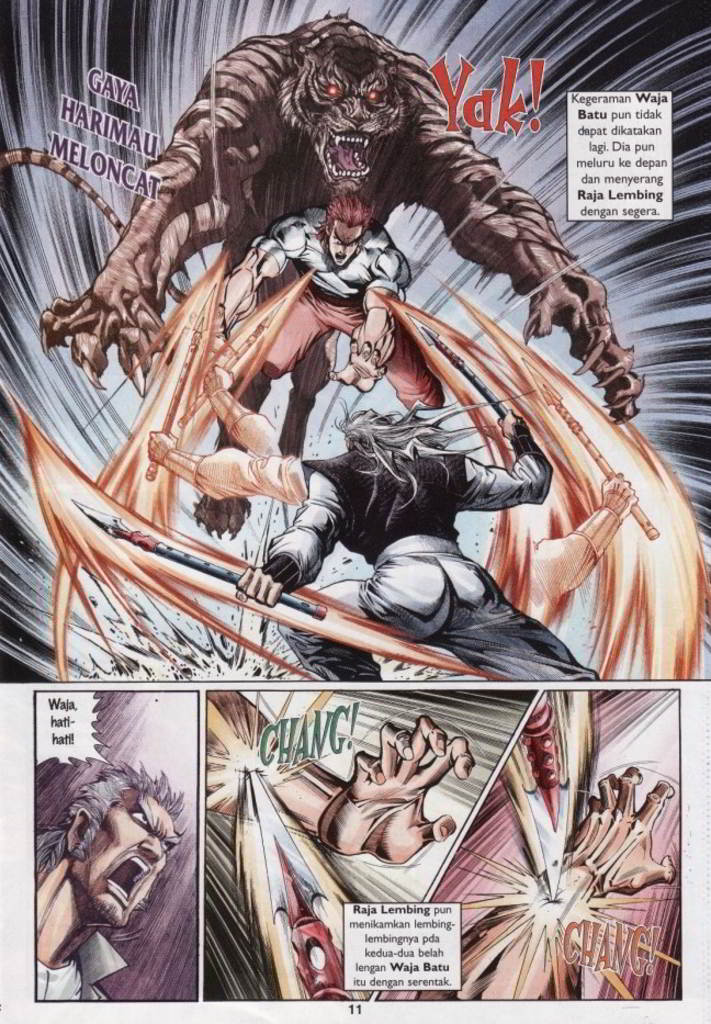 GAYA
HARIMAU
MELONCAT
Yak!
Kegeraman Waja
Batu pun tidak
dapat dikatakan
lagi. Dia pun
meluru ke depan
dan menyerang
Raja Lembing
dengan segera.
Waja,
hati-
hati!
CHANG!
Raja Lembing pun
menikamkan lembing-
lembingnya pda
kedua-dua belah
lengan Waja Batu
itu dengan serentak.
CHANG!
11